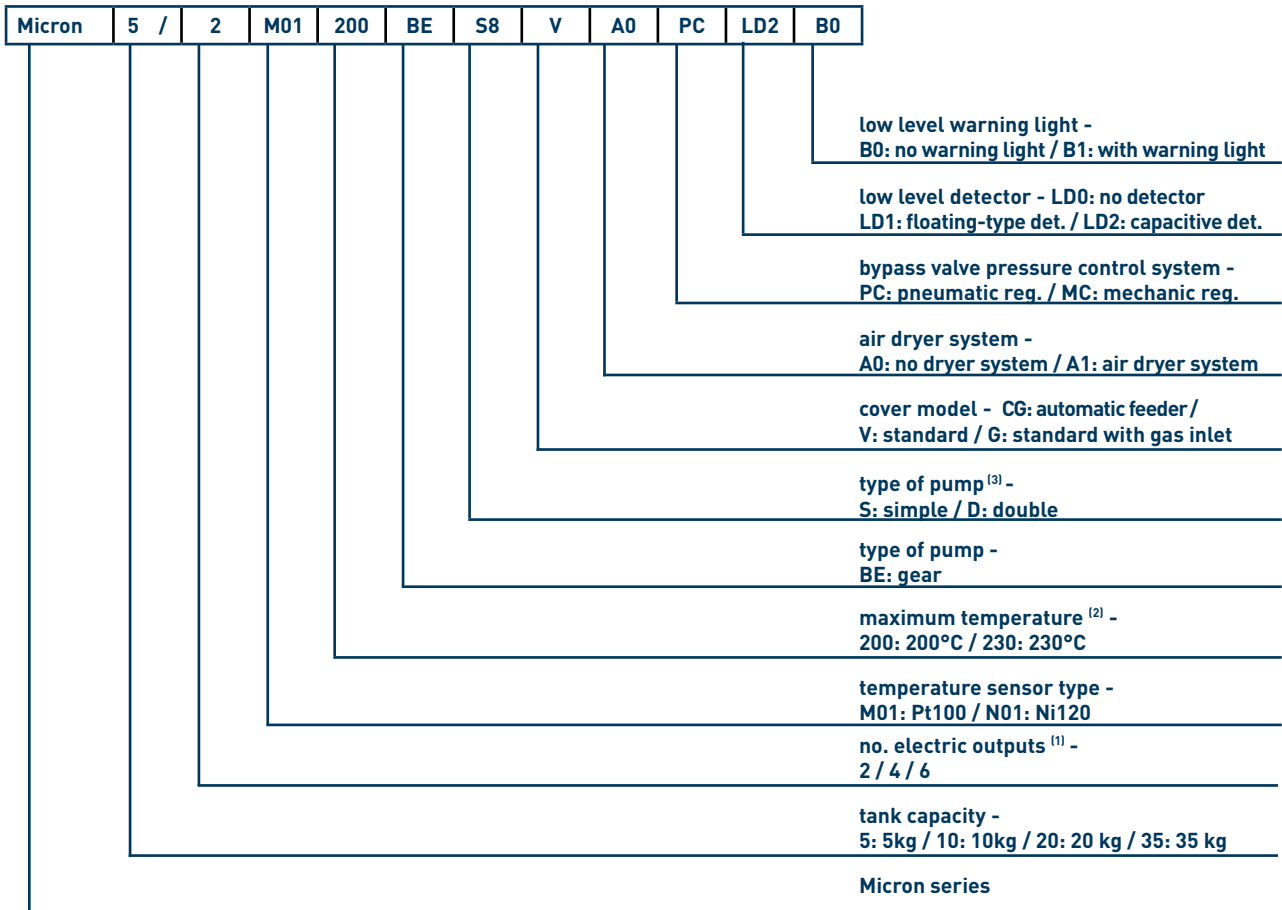 Micron 5 / 2 M01 200 BE S8 V A0 PC LD2 B0
low level warning light -
B0: no warning light / B1: with warning light
low level detector - LD0: no detector
LD1: floating-type det. / LD2: capacitive det.
bypass valve pressure control system -
PC: pneumatic reg. / MC: mechanic reg.
air dryer system -
A0: no dryer system / A1: air dryer system
cover model - CG: automatic feeder /
V: standard / G: standard with gas inlet
type of pump (3) -
S: simple / D: double
type of pump -
BE: gear
maximum temperature (2) -
200: 200°C / 230: 230°C
temperature sensor type -
M01: Pt100 / N01: Ni120
no. electric outputs (1) -
2 / 4 / 6
tank capacity -
5: 5kg / 10: 10kg / 20: 20 kg / 35: 35 kg
Micron series